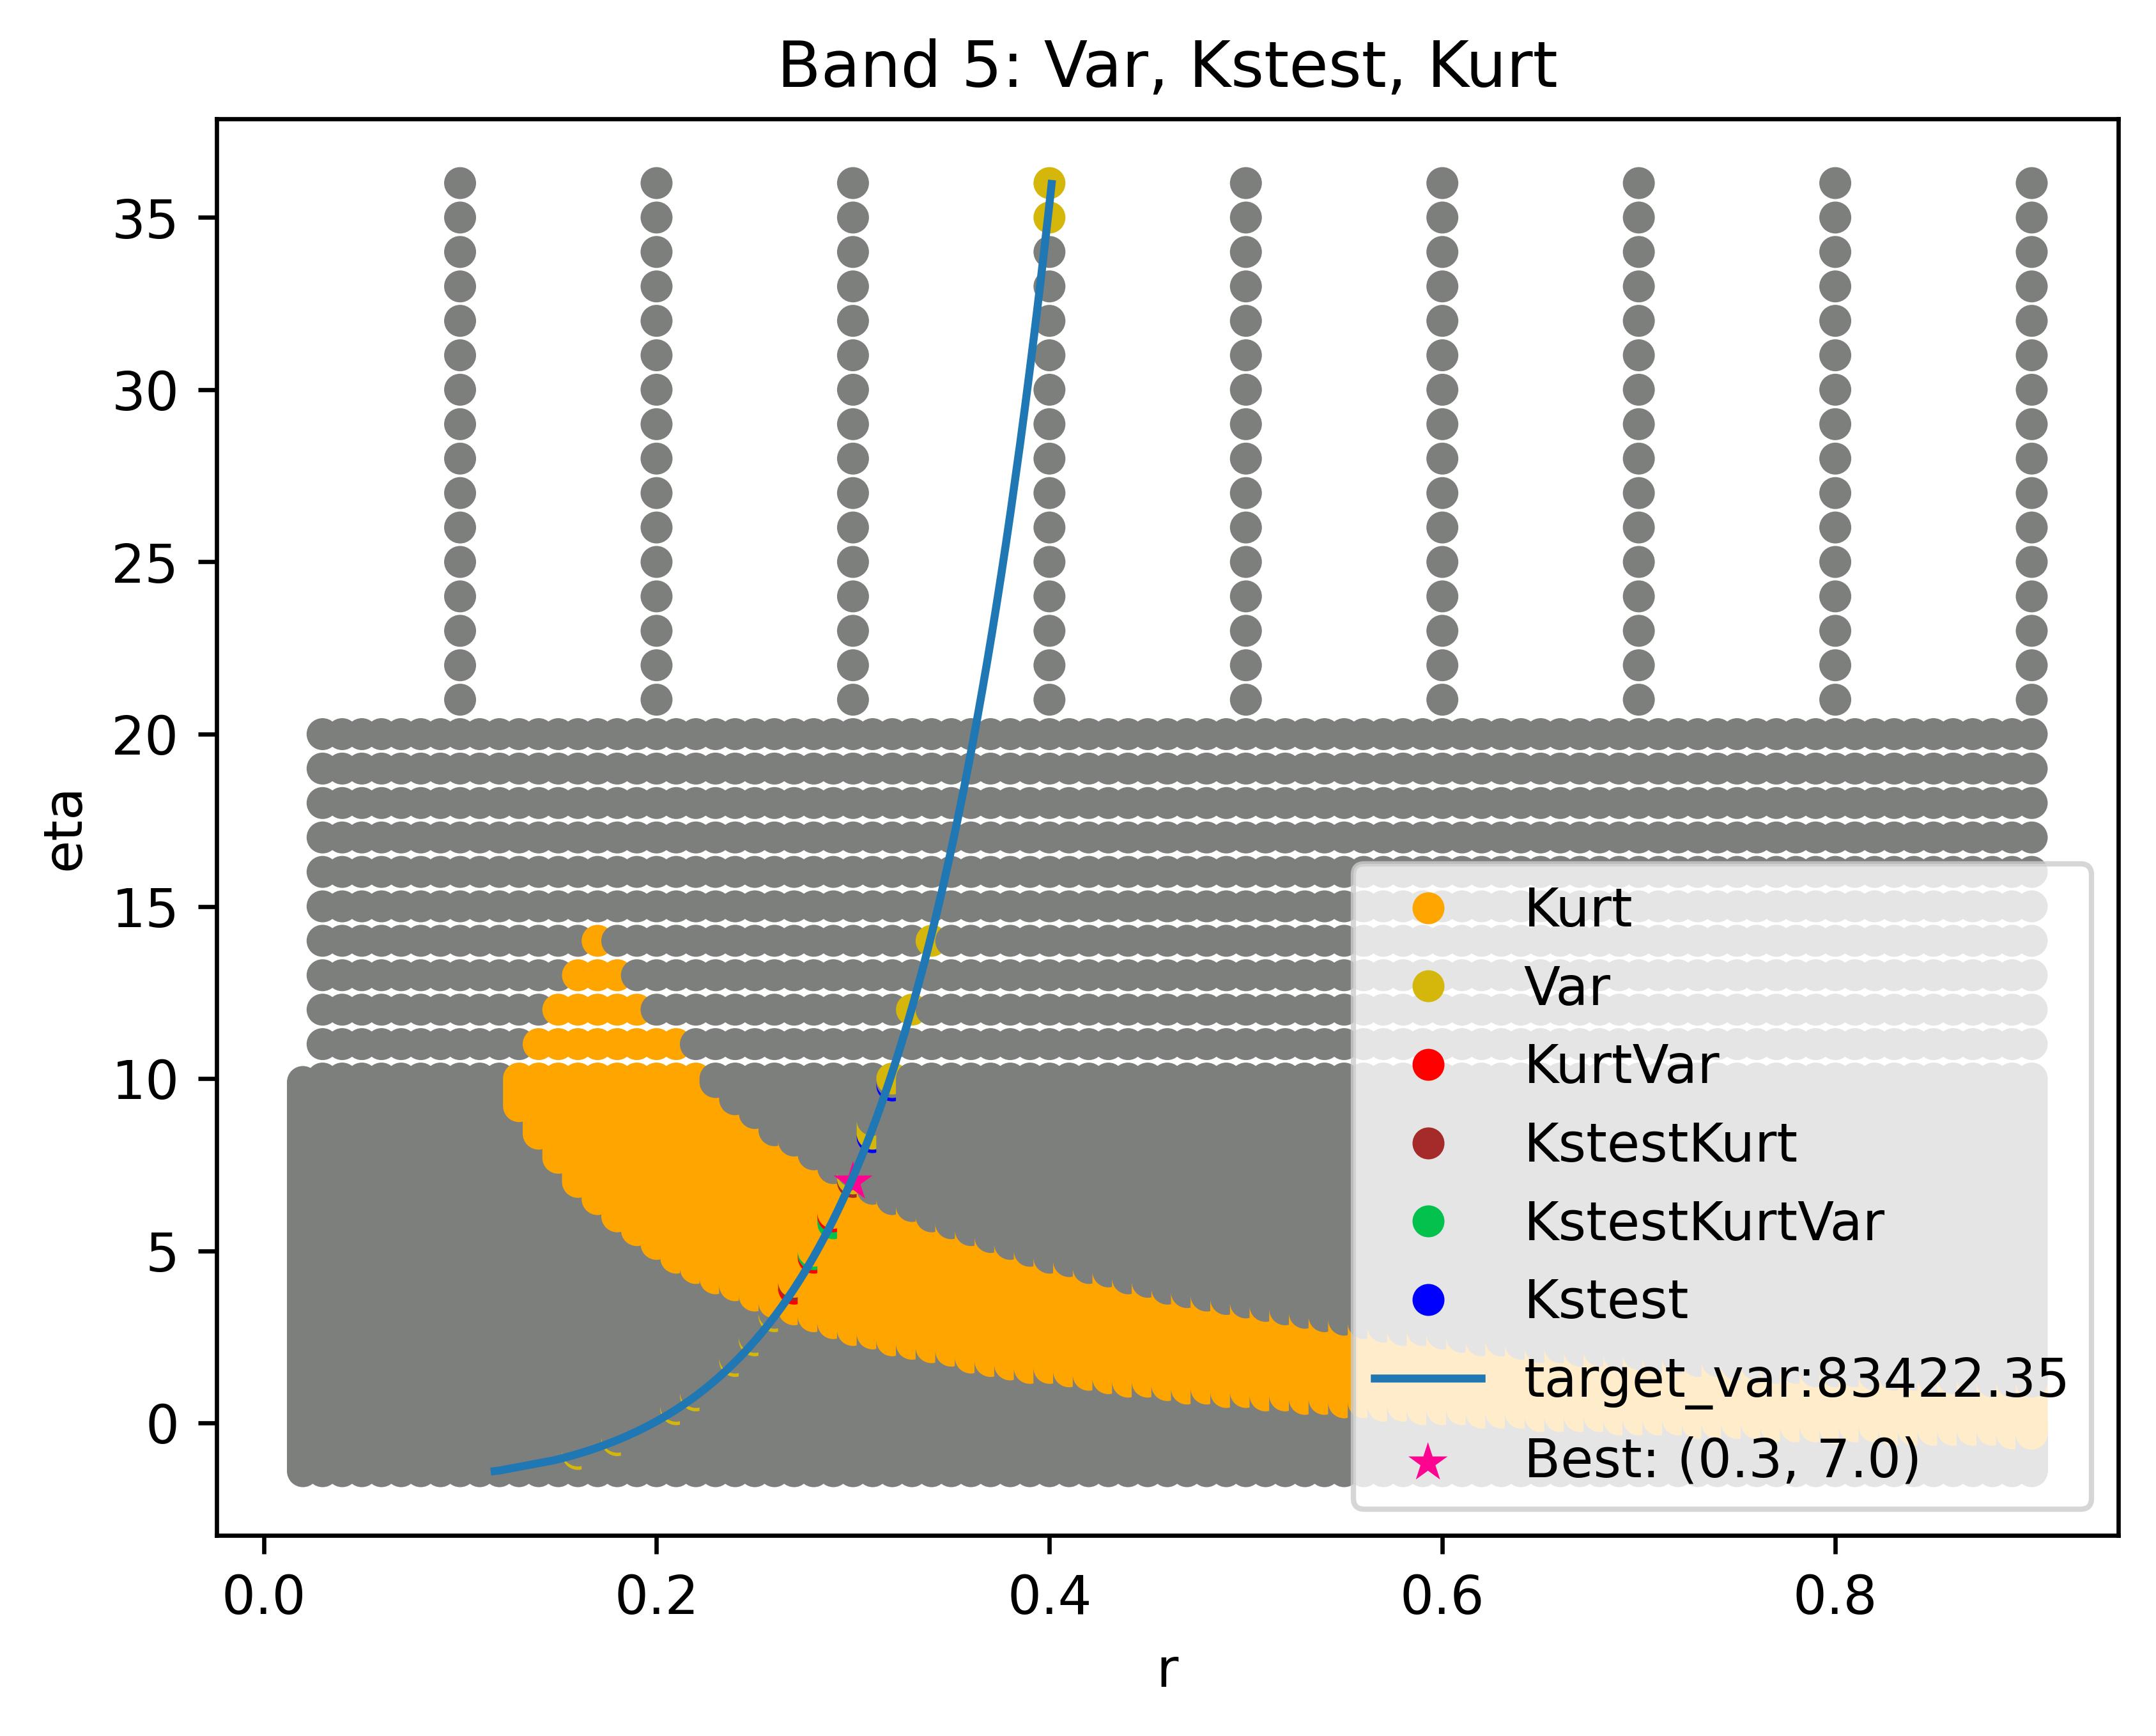 Band 5: Var, Kstest, Kurt
35
30
25
20
15
10
5
0
eta
Kurt
Var
KurtVar
KstestKurt
KstestKurtVar
Kstest
target_var:83422.35
Best: (0.3, 7.0)
0.0 0.2 0.4 0.6 0.8
r